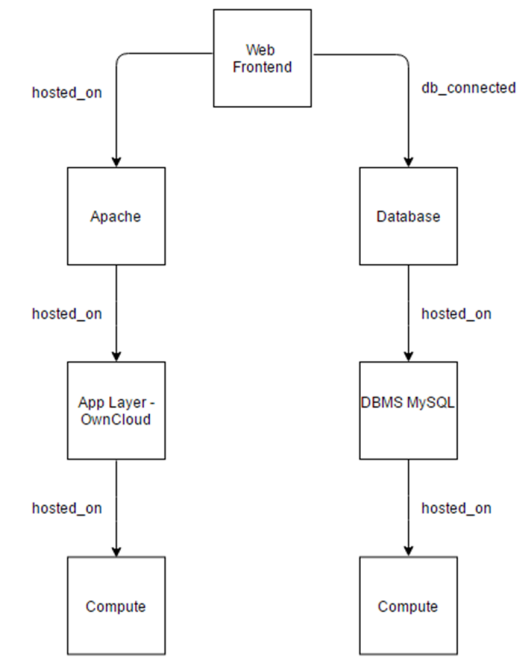 Web
Frontend
hosted_on
db_connected
Apache
Database
hosted_on
hosted_on
App Layer -
OwnCloud
DBMS MySQL
hosted_on
hosted_on
Compute
Compute